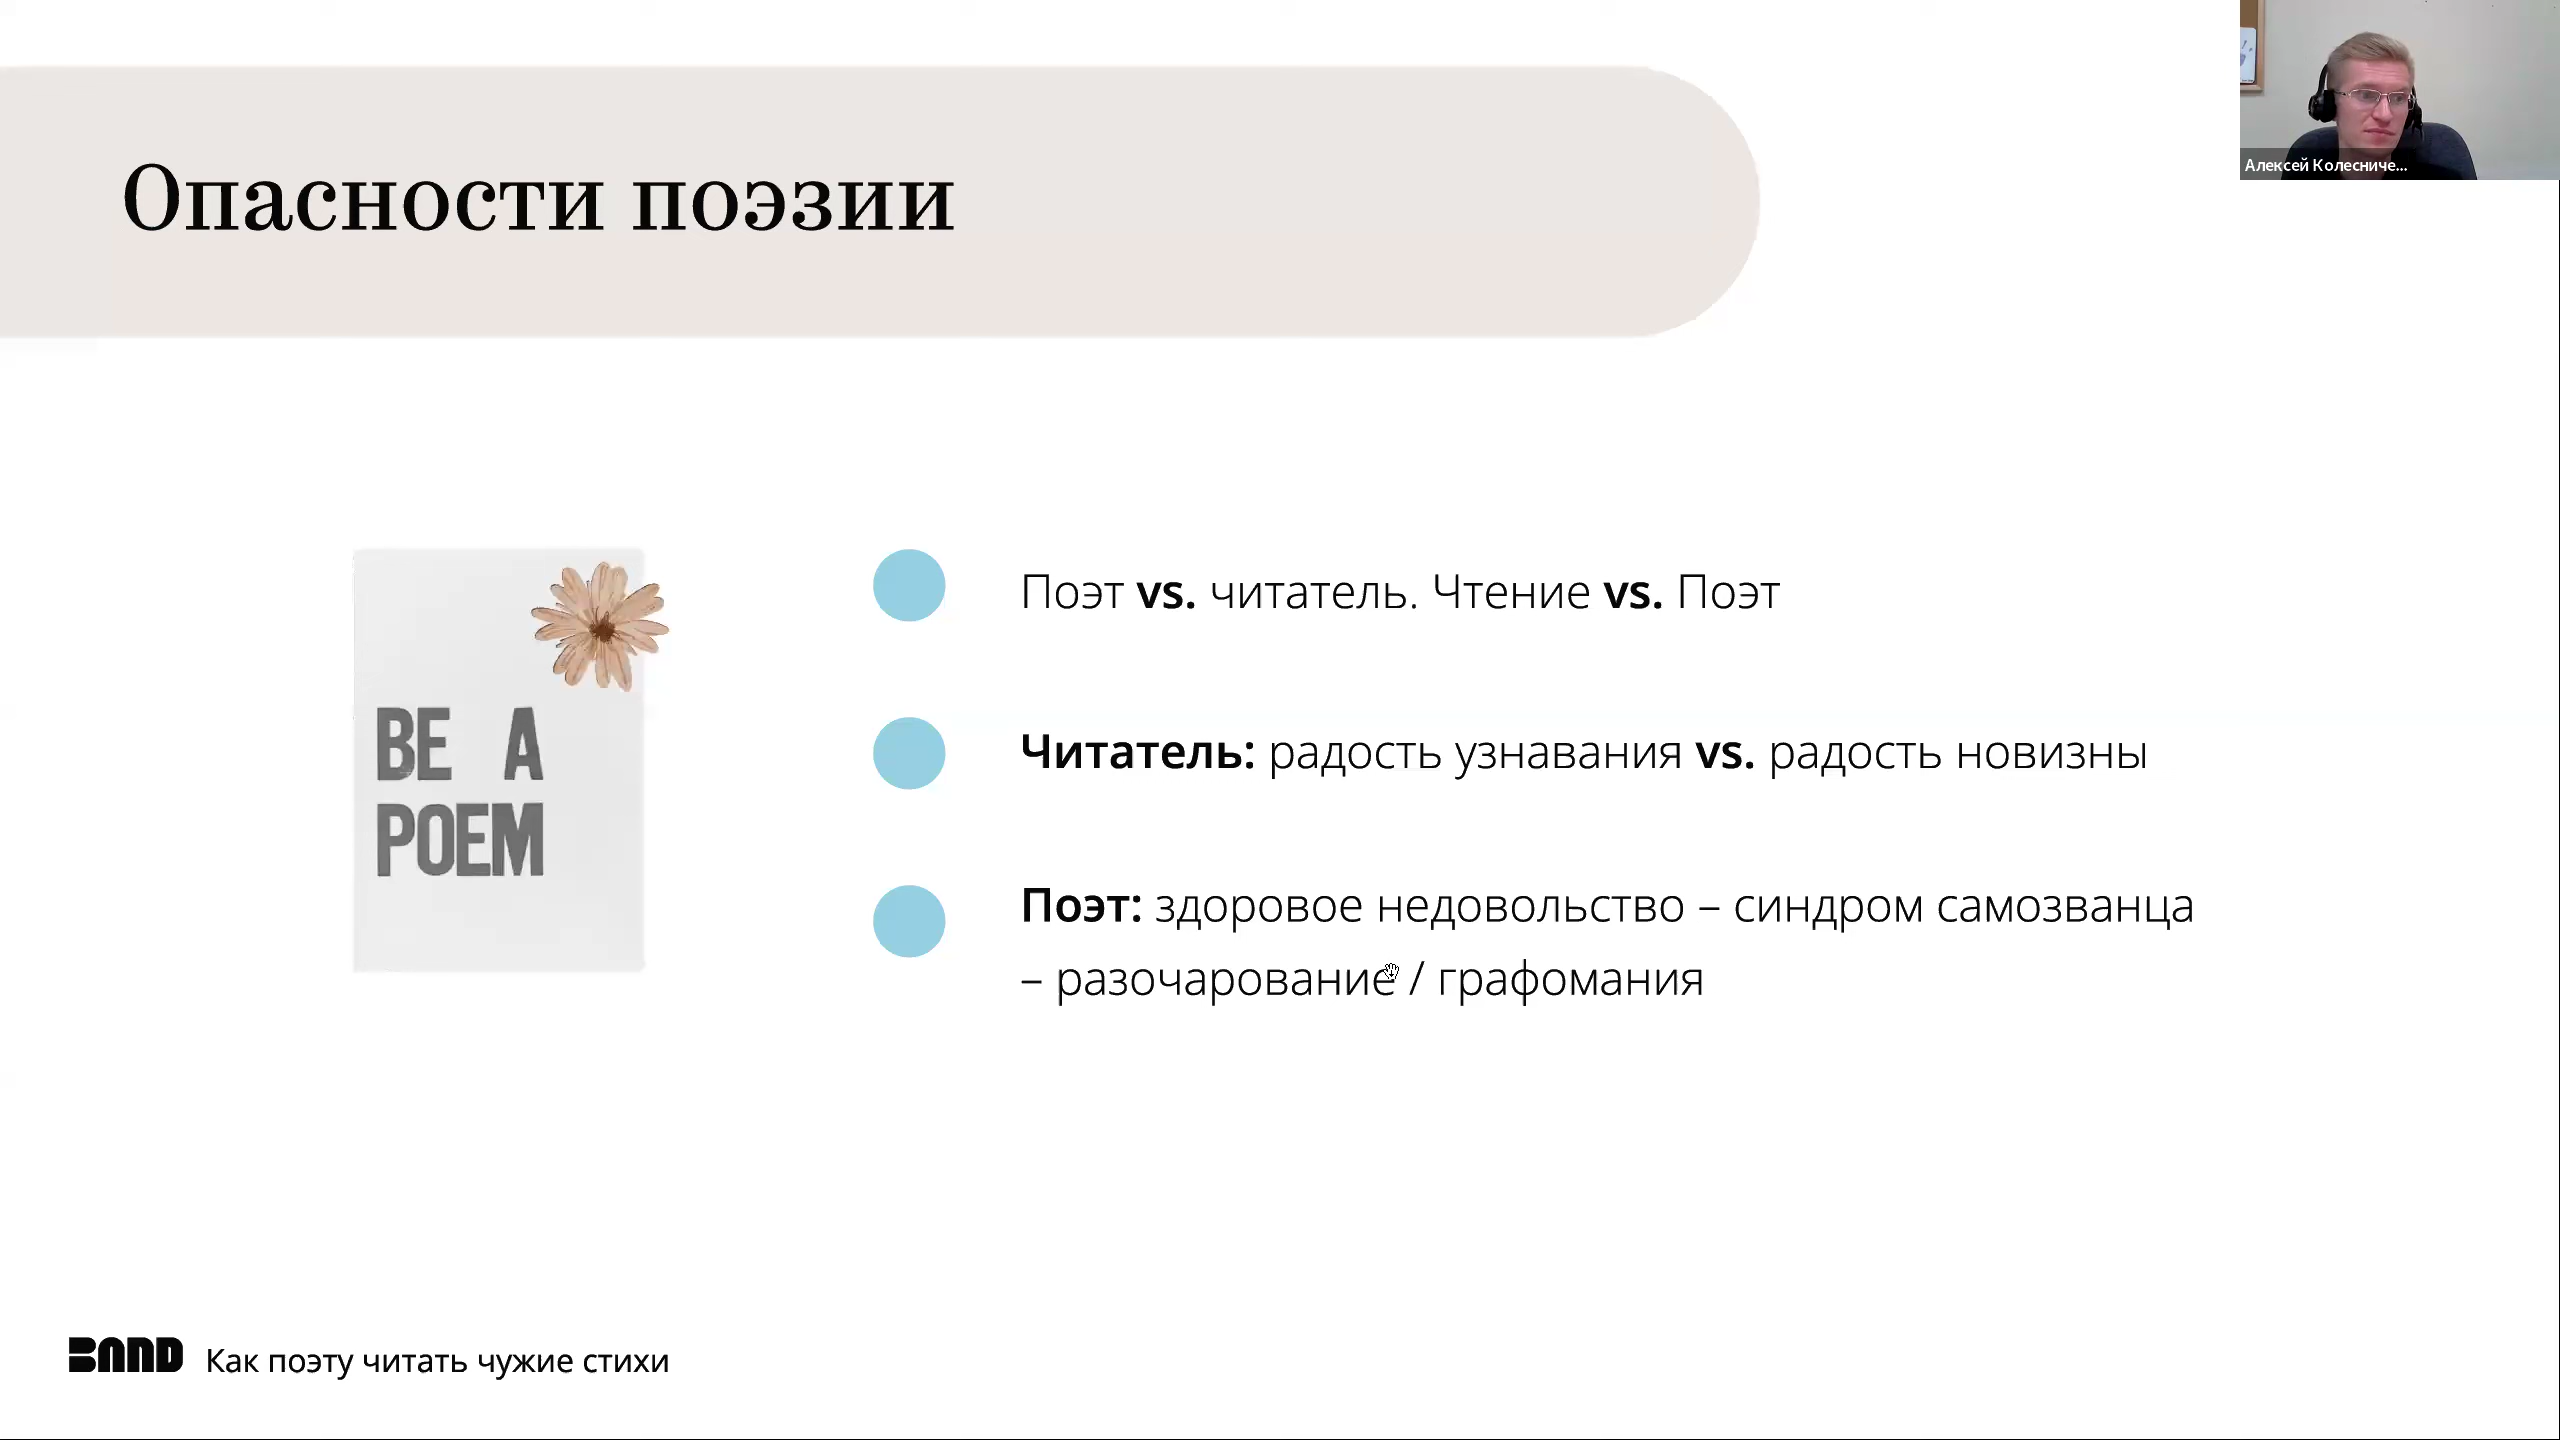 Опасности поэзии
Алексей Колесниче...
BE A
POEM
Поэт vs. читатель. Чтение vs. Поэт
Читатель: радость узнавания vs. радость новизны
Поэт: здоровое недовольство – синдром самозванца
– разочарование / графомания
BAND Как поэту читать чужие стихи